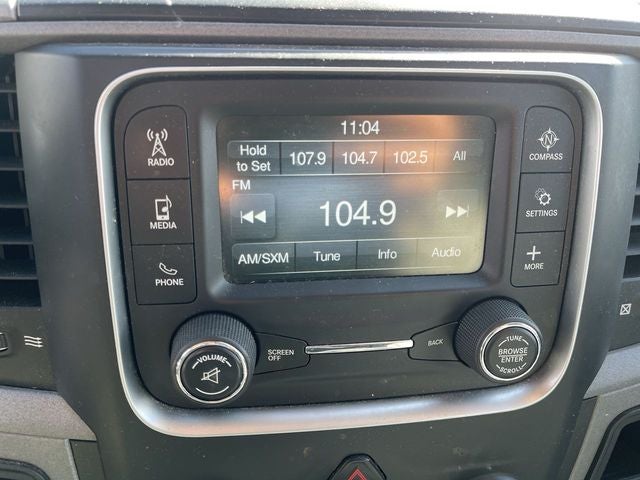 RADIO
MEDIA
PHONE
11:04
Hold
to Set
107.9
104.7
102.5
All
FM
104.9
AM/SXM
Tune
Info
Audio
N
COMPASS
SETTINGS
MORE
VOLUME
SCREEN
OFF
BACK
TUNE
BROWSE
ENTER
SCROLL